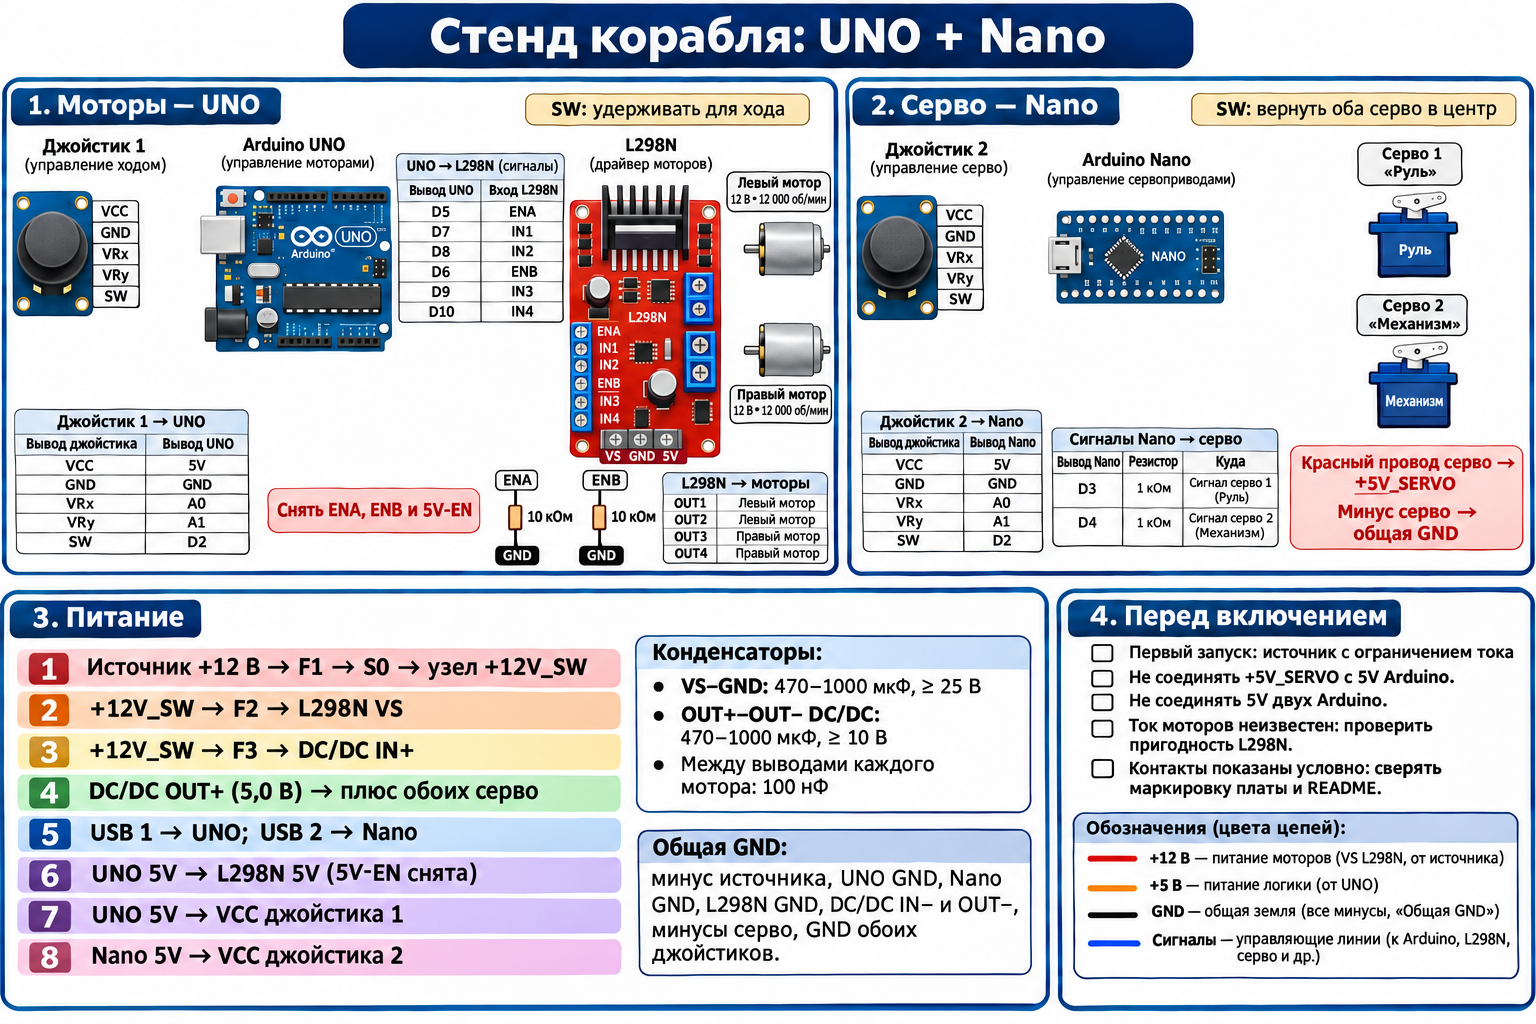 Стенд корабля: UNO + Nano
1. Моторы — UNO
SW: удерживать для хода
Джойстик 1
(управление ходом)
VCC
GND
VRx
VRy
SW
Arduino UNO
(управление моторами)
UNO
Arduino
UNO → L298N (сигналы)
Вывод UNO Вход L298N
D5 ENA
D7 IN1
D8 IN2
D6 ENB
D9 IN3
D10 IN4
L298N
(драйвер моторов)
L298N
ENA
IN1
IN2
ENB
IN3
IN4
VS GND 5V
Левый мотор
12 В • 12 000 об/мин
Правый мотор
12 В • 12 000 об/мин
Джойстик 1 → UNO
Вывод джойстика Вывод UNO
VCC 5V
GND GND
VRx A0
VRy A1
SW D2
Снять ENA, ENB и 5V-EN
ENA
10 кОм
GND
ENB
10 кОм
GND
L298N → моторы
OUT1 Левый мотор
OUT2 Левый мотор
OUT3 Правый мотор
OUT4 Правый мотор
2. Серво — Nano
SW: вернуть оба серво в центр
Джойстик 2
(управление серво)
VCC
GND
VRx
VRy
SW
Arduino Nano
(управление сервоприводами)
NANO
Серво 1
«Руль»
Руль
Серво 2
«Механизм»
Механизм
Джойстик 2 → Nano
Вывод джойстика Вывод Nano
VCC 5V
GND GND
VRx A0
VRy A1
SW D2
Сигналы Nano → серво
Вывод Nano Резистор Куда
D3 1 кОм Сигнал серво 1
(Руль)
D4 1 кОм Сигнал серво 2
(Механизм)
Красный провод серво →
+5V_SERVO
Минус серво →
общая GND
3. Питание
1 Источник +12 В → F1 → S0 → узел +12V_SW
2 +12V_SW → F2 → L298N VS
3 +12V_SW → F3 → DC/DC IN+
4 DC/DC OUT+ (5,0 В) → плюс обоих серво
5 USB 1 → UNO; USB 2 → Nano
6 UNO 5V → L298N 5V (5V-EN снята)
7 UNO 5V → VCC джойстика 1
8 Nano 5V → VCC джойстика 2
Конденсаторы:
• VS–GND: 470–1000 мкФ, ≥ 25 В
• OUT+–OUT– DC/DC:
470–1000 мкФ, ≥ 10 В
• Между выводами каждого
мотора: 100 нФ
Общая GND:
минус источника, UNO GND, Nano
GND, L298N GND, DC/DC IN– и OUT–,
минусы серво, GND обоих
джойстиков.
4. Перед включением
Первый запуск: источник с ограничением тока
Не соединять +5V_SERVO с 5V Arduino.
Не соединять 5V двух Arduino.
Ток моторов неизвестен: проверить
пригодность L298N.
Контакты показаны условно: сверять
маркировку платы и README.
Обозначения (цвета цепей):
+12 В — питание моторов (VS L298N, от источника)
+5 В — питание логики (от UNO)
GND — общая земля (все минусы, «Общая GND»)
Сигналы — управляющие линии (к Arduino, L298N,
серво и др.)